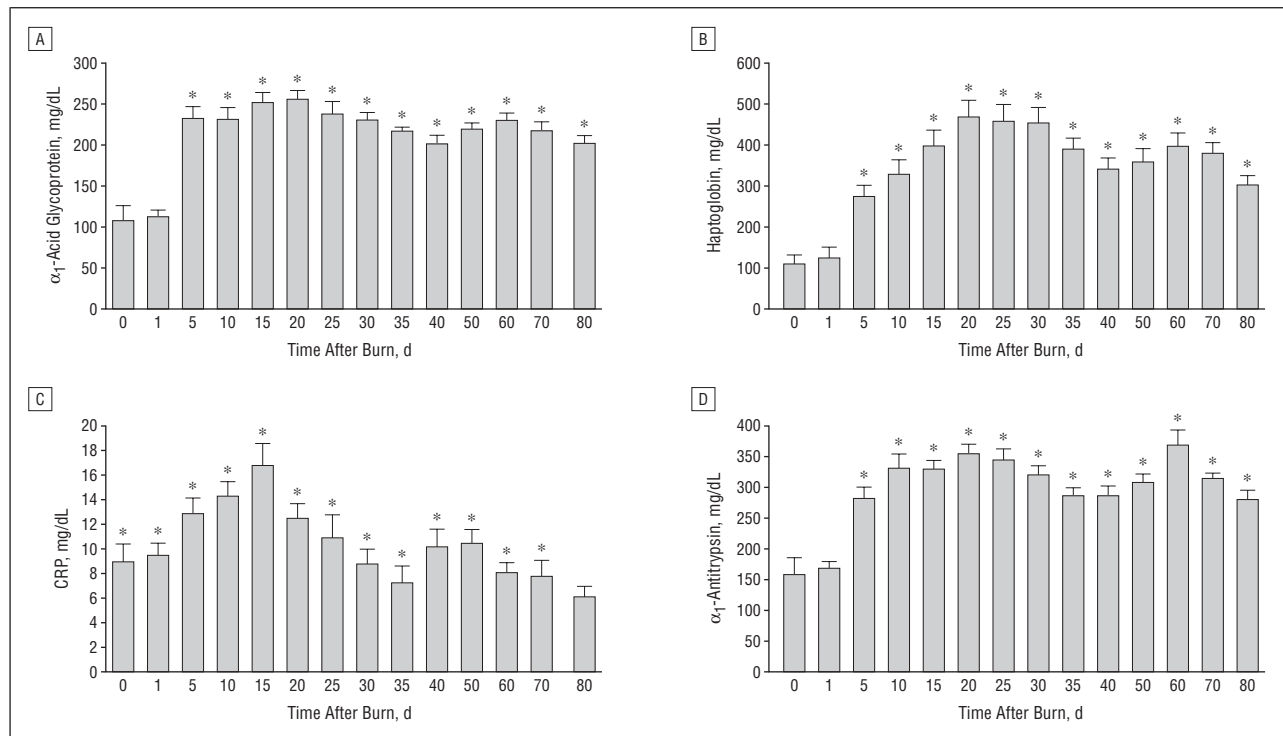 A
α1-Acid Glycoprotein, mg/dL
300
250
200
150
100
50
0
* * * * * * * * * * * *
0 1 5 10 15 20 25 30 35 40 50 60 70 80
Time After Burn, d
B
Haptoglobin, mg/dL
600
500
400
300
200
100
0
* * * * * * * * * * * *
0 1 5 10 15 20 25 30 35 40 50 60 70 80
Time After Burn, d
C
CRP, mg/dL
20
18
16
14
12
10
8
6
4
2
0
* * * * * * * * * * * * *
0 1 5 10 15 20 25 30 35 40 50 60 70 80
Time After Burn, d
D
α1-Antitrypsin, mg/dL
400
350
300
250
200
150
100
50
0
* * * * * * * * * * * *
0 1 5 10 15 20 25 30 35 40 50 60 70 80
Time After Burn, d